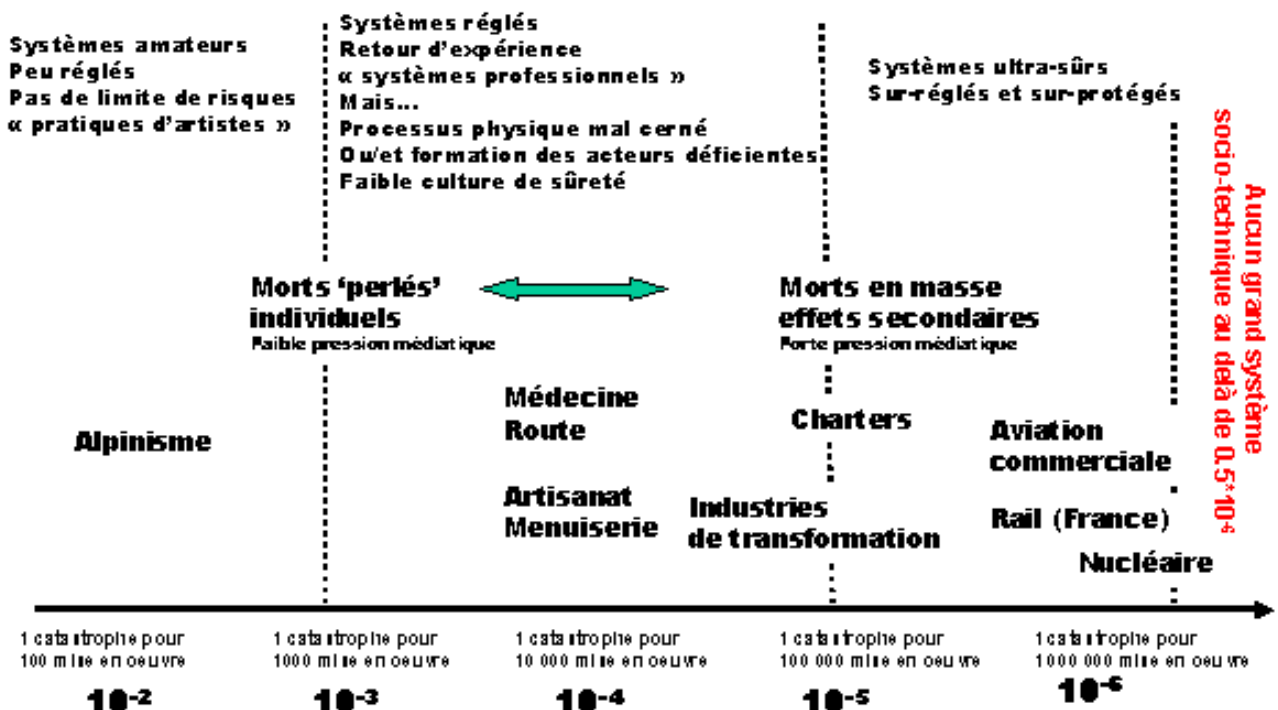 Systèmes amateurs
Peu réglés
Pas de limite de risques
« pratiques d'artistes »
Systèmes réglés
Retour d'expérience
« systèmes professionnels »
Mais...
Processus physique mal cerné
Ou/et formation des acteurs déficientes
Faible culture de sûreté
Systèmes ultra-sûrs
Sur-réglés et sur-protégés
Aucun grand système
socio-technique au delà de 0.5*10-6
Morts 'perlés'
individuels
Faible pression médiatique
Morts en masse
effets secondaires
Forte pression médiatique
Alpinisme
Médecine
Route
Artisanat
Menuiserie
Charters
Industries
de transformation
Aviation
commerciale
Rail (France)
Nucléaire
1 catastrophe pour
100 mise en oeuvre
10-2
1 catastrophe pour
1000 mise en oeuvre
10-3
1 catastrophe pour
10 000 mise en oeuvre
10-4
1 catastrophe pour
100 000 mise en oeuvre
10-5
1 catastrophe pour
1000 000 mise en oeuvre
10-6